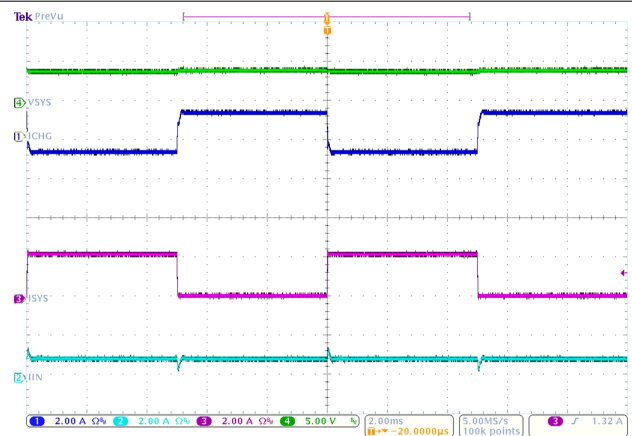 Tek PreVu
T
T
4 VSYS
1 ICHG
3 ISYS
2 IIN
1 2.00 A Ω 2 2.00 A Ω 3 2.00 A Ω 4 5.00 V 2.00ms 5.00MS/s 3 1.32 A
T→▼ −20.0000µs 100k points